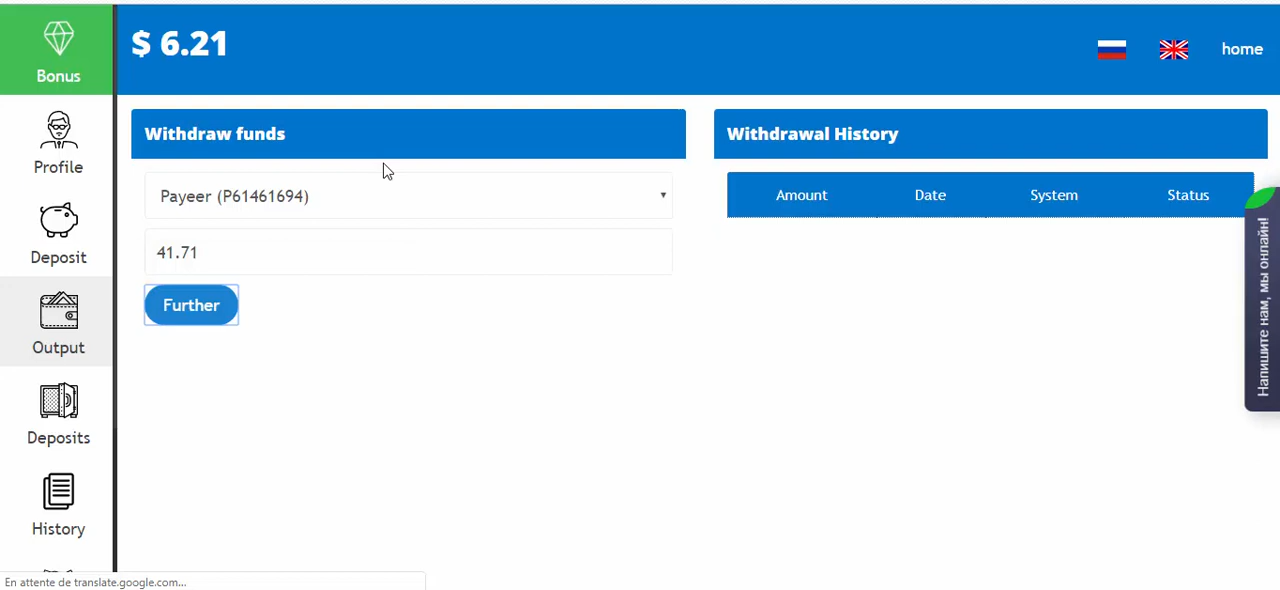 $ 6.21
home
Bonus
Profile
Deposit
Output
Deposits
History
Withdraw funds
Payeer (P61461694)
41.71
Further
Withdrawal History
Amount Date System Status
Напишите нам, мы онлайн!
En attente de translate.google.com...